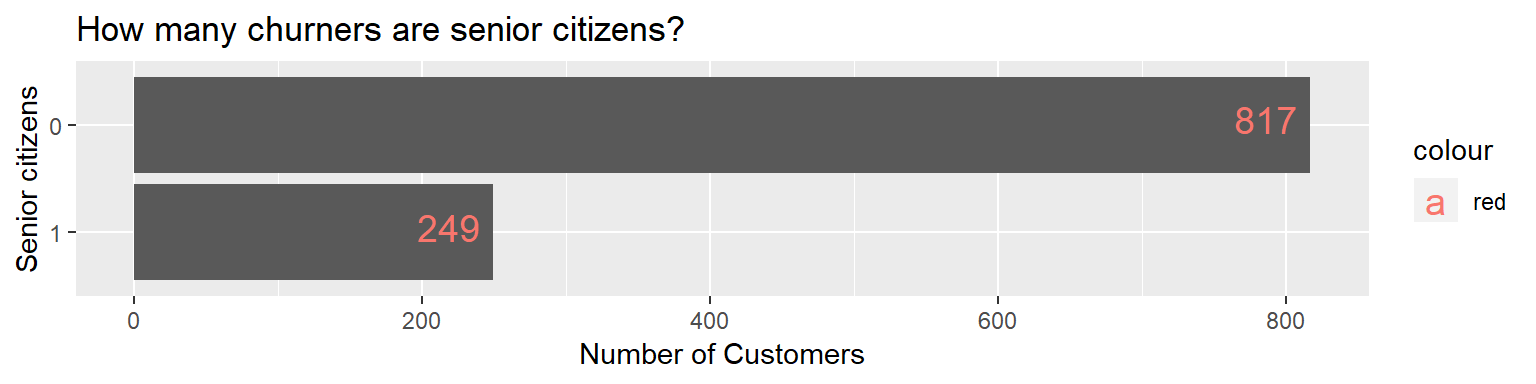 How many churners are senior citizens?
Senior citizens
0
817
1
249
0 200 400 600 800
Number of Customers
colour
a red